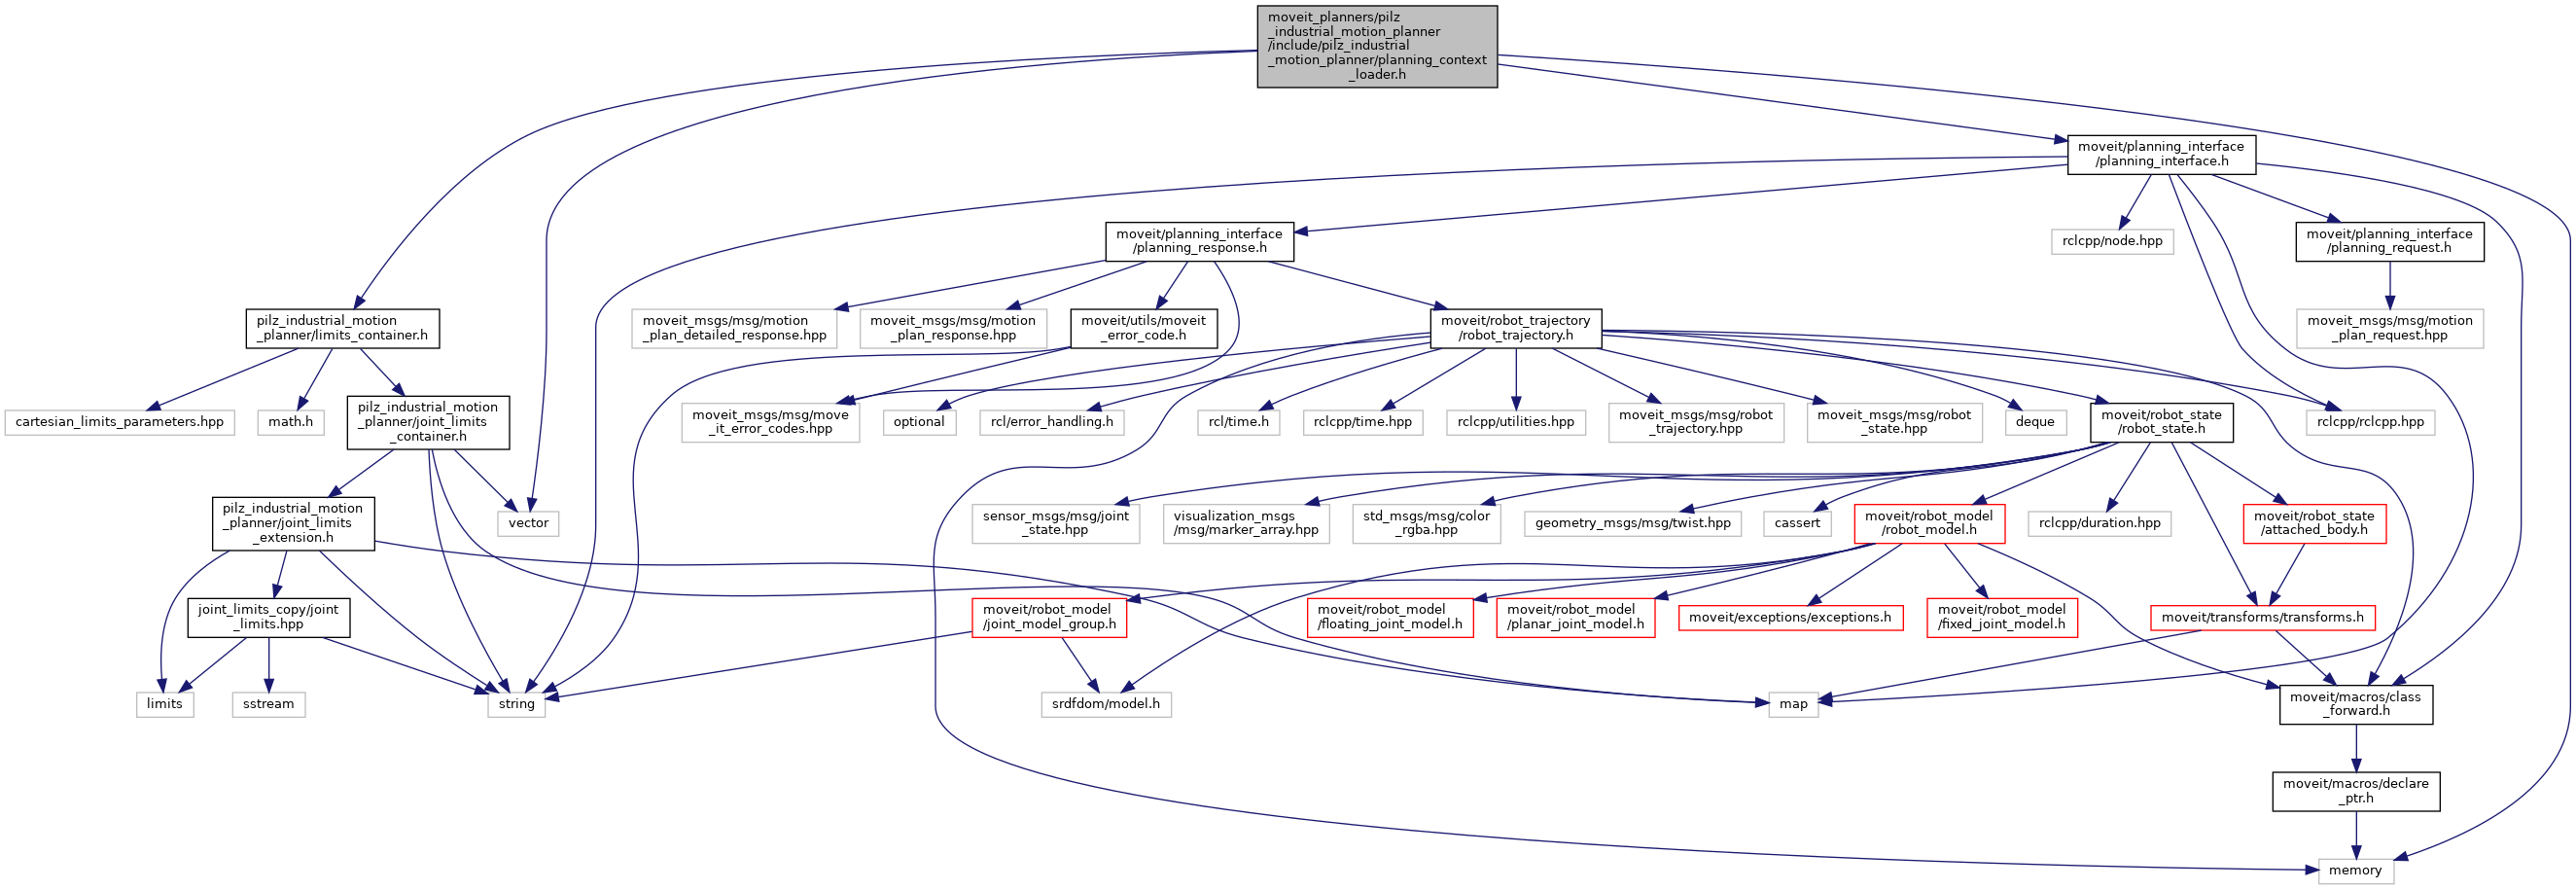 moveit_planners/pilz
_industrial_motion_planner
/include/pilz_industrial
_motion_planner/planning_context
_loader.h
moveit/planning_interface
/planning_interface.h
moveit/planning_interface
/planning_response.h
rclcpp/node.hpp
moveit/planning_interface
/planning_request.h
pilz_industrial_motion
_planner/limits_container.h
moveit_msgs/msg/motion
_plan_detailed_response.hpp
moveit_msgs/msg/motion
_plan_response.hpp
moveit/utils/moveit
_error_code.h
moveit/robot_trajectory
/robot_trajectory.h
moveit_msgs/msg/motion
_plan_request.hpp
cartesian_limits_parameters.hpp
math.h
pilz_industrial_motion
_planner/joint_limits
_container.h
moveit_msgs/msg/move
_it_error_codes.hpp
optional
rcl/error_handling.h
rcl/time.h
rclcpp/time.hpp
rclcpp/utilities.hpp
moveit_msgs/msg/robot
_trajectory.hpp
moveit_msgs/msg/robot
_state.hpp
deque
moveit/robot_state
/robot_state.h
rclcpp/rclcpp.hpp
pilz_industrial_motion
_planner/joint_limits
_extension.h
vector
sensor_msgs/msg/joint
_state.hpp
visualization_msgs
/msg/marker_array.hpp
std_msgs/msg/color
_rgba.hpp
geometry_msgs/msg/twist.hpp
cassert
moveit/robot_model
/robot_model.h
rclcpp/duration.hpp
moveit/robot_state
/attached_body.h
joint_limits_copy/joint
_limits.hpp
moveit/robot_model
/joint_model_group.h
moveit/robot_model
/floating_joint_model.h
moveit/robot_model
/planar_joint_model.h
moveit/exceptions/exceptions.h
moveit/robot_model
/fixed_joint_model.h
moveit/transforms/transforms.h
limits
sstream
string
srdfdom/model.h
map
moveit/macros/class
_forward.h
moveit/macros/declare
_ptr.h
memory